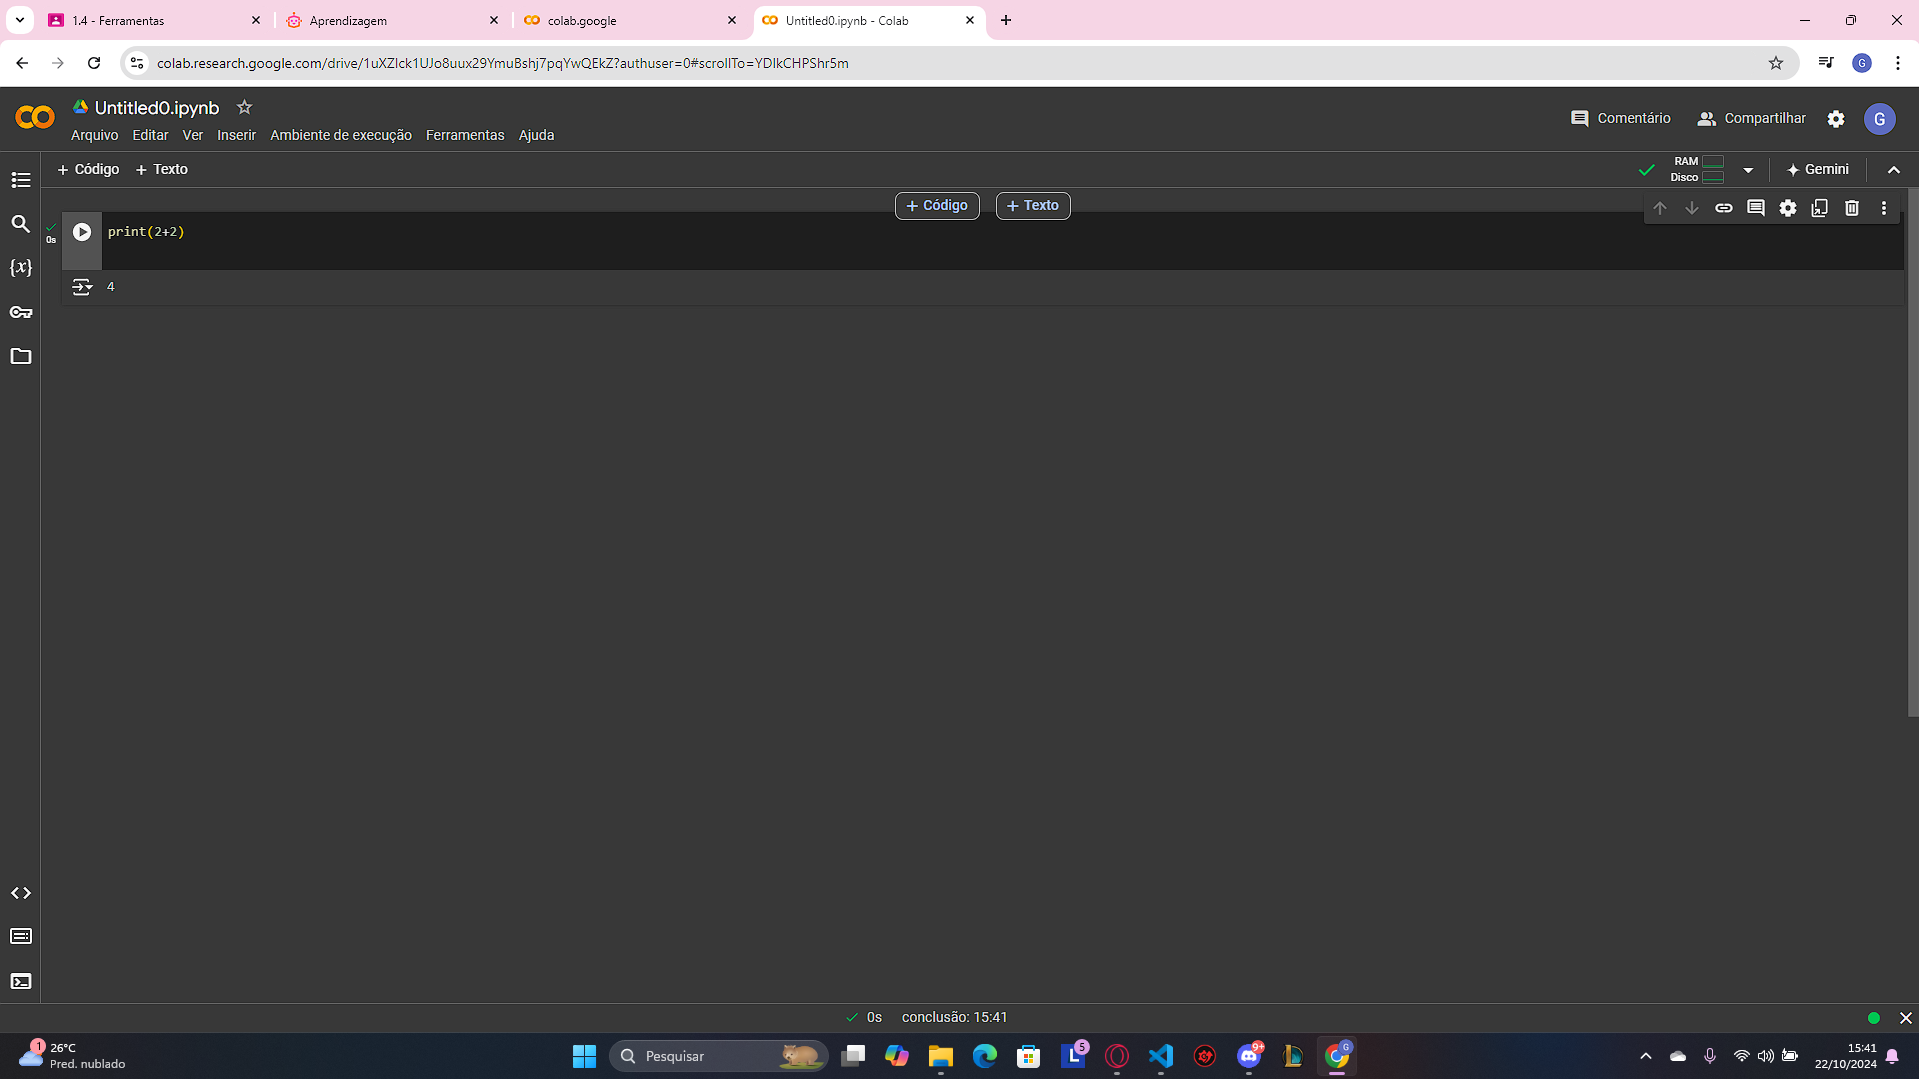 1.4 - Ferramentas
Aprendizagem
colab.google
Untitled0.ipynb - Colab
colab.research.google.com/drive/1uXZIck1UJo8uux29YmuBshj7pqYwQEkZ?authuser=0#scrollTo=YDIkCHPShr5m
G
Untitled0.ipynb
Arquivo Editar Ver Inserir Ambiente de execução Ferramentas Ajuda
Comentário Compartilhar G
+ Código + Texto
RAM
Disco
Gemini
+ Código + Texto
{x}
0s
print(2+2)
4
0s conclusão: 15:41
1
26°C
Pred. nublado
Pesquisar
L
5
9+
G
15:41
22/10/2024